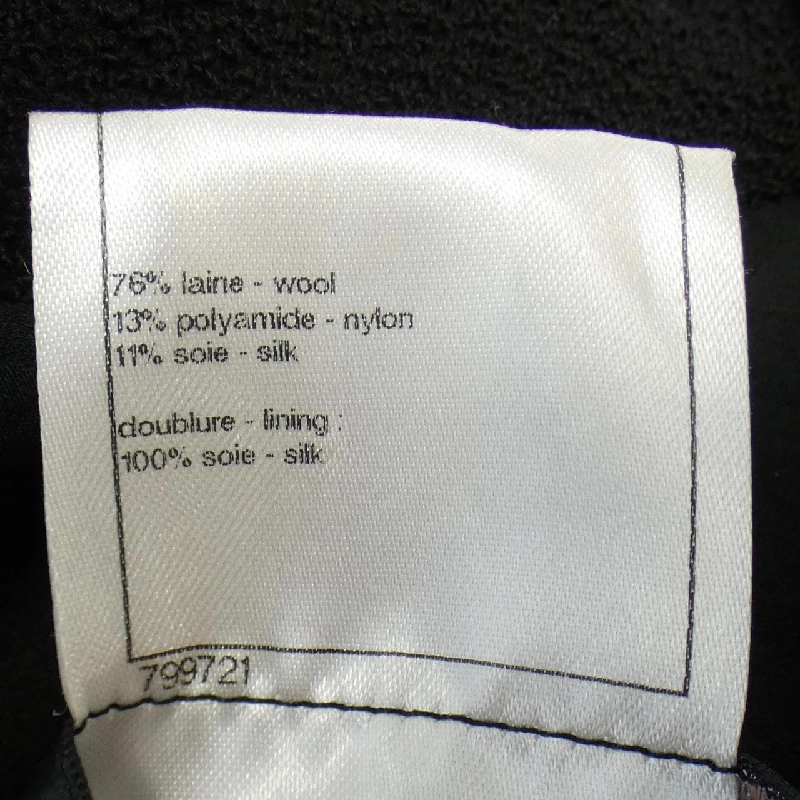 76% laine - wool
13% polyamide - nylon
11% soie - silk
doublure - lining :
100% soie - silk
799721